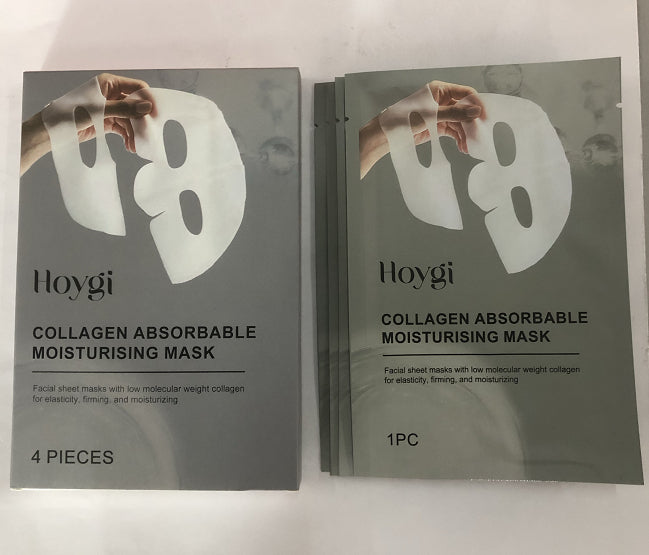 Hoygi
COLLAGEN ABSORBABLE
MOISTURISING MASK
Facial sheet masks with low molecular weight collagen
for elasticity, firming, and moisturizing
4 PIECES
Hoygi
COLLAGEN ABSORBABLE
MOISTURISING MASK
Facial sheet masks with low molecular weight collagen
for elasticity, firming, and moisturizing
1PC